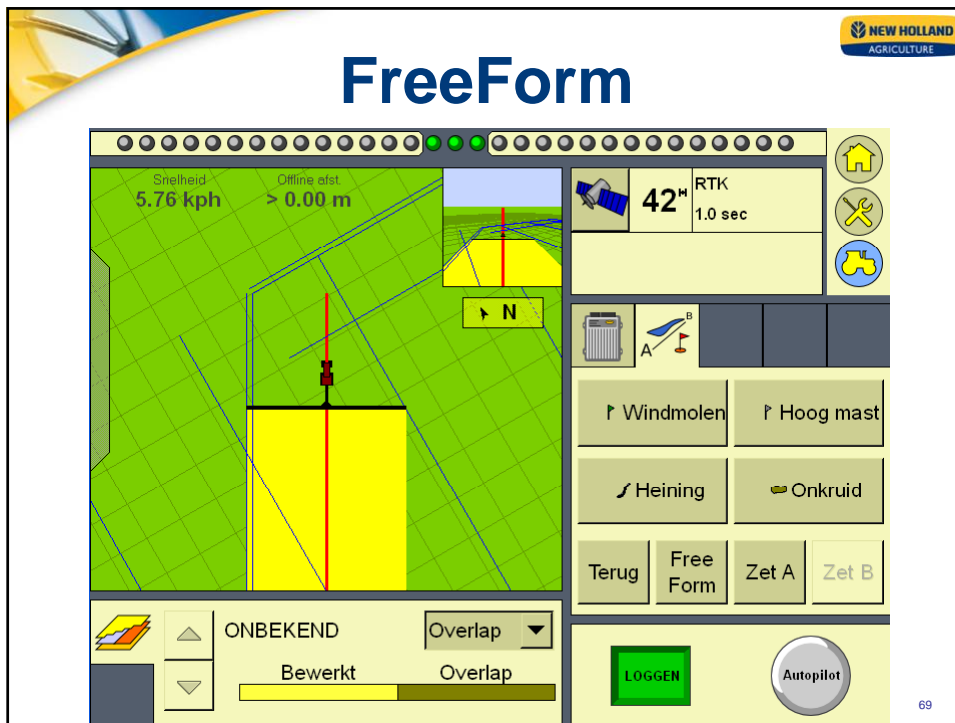 NEW HOLLAND
AGRICULTURE
FreeForm
Snelheid
5.76 kph
Offline afst.
> 0.00 m
N
42
RTK
1.0 sec
A
B
Windmolen
Hoog mast
Heining
Onkruid
Terug
Free
Form
Zet A
Zet B
ONBEKEND
Overlap
Bewerkt
Overlap
LOGGEN
Autopilot
69